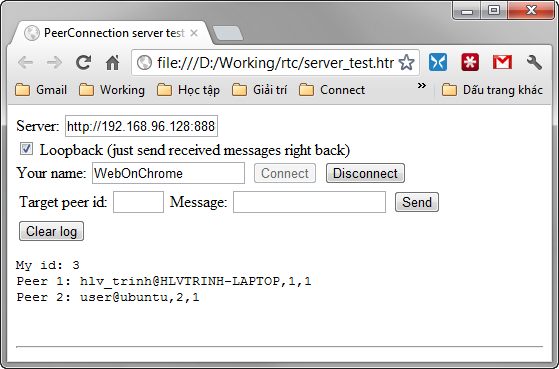 PeerConnection server test
file:///D:/Working/rtc/server_test.htr
Gmail Working Học tập Giải trí Connect » Dấu trang khác
Server: http://192.168.96.128:888
Loopback (just send received messages right back)
Your name: WebOnChrome Connect Disconnect
Target peer id: Message: Send
Clear log
My id: 3
Peer 1: hlv_trinh@HLVTRINH-LAPTOP,1,1
Peer 2: user@ubuntu,2,1